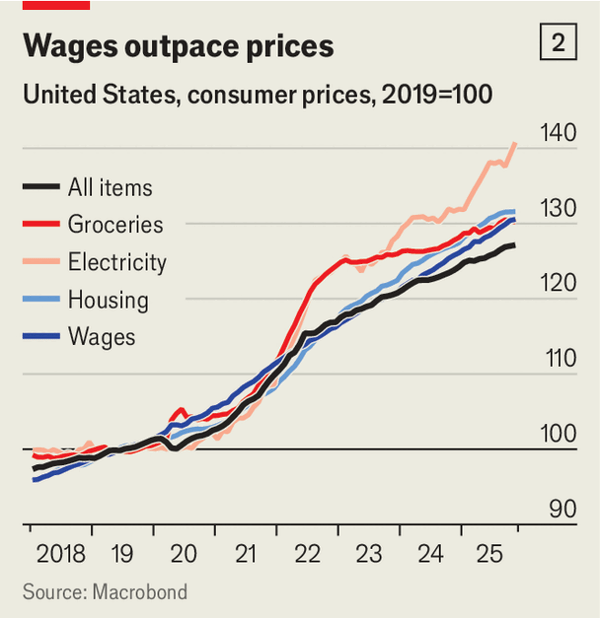 Wages outpace prices
2
United States, consumer prices, 2019=100
140
All items
130
Groceries
Electricity
120
Housing
Wages
110
100
90
2018 19 20 21 22 23 24 25
Source: Macrobond